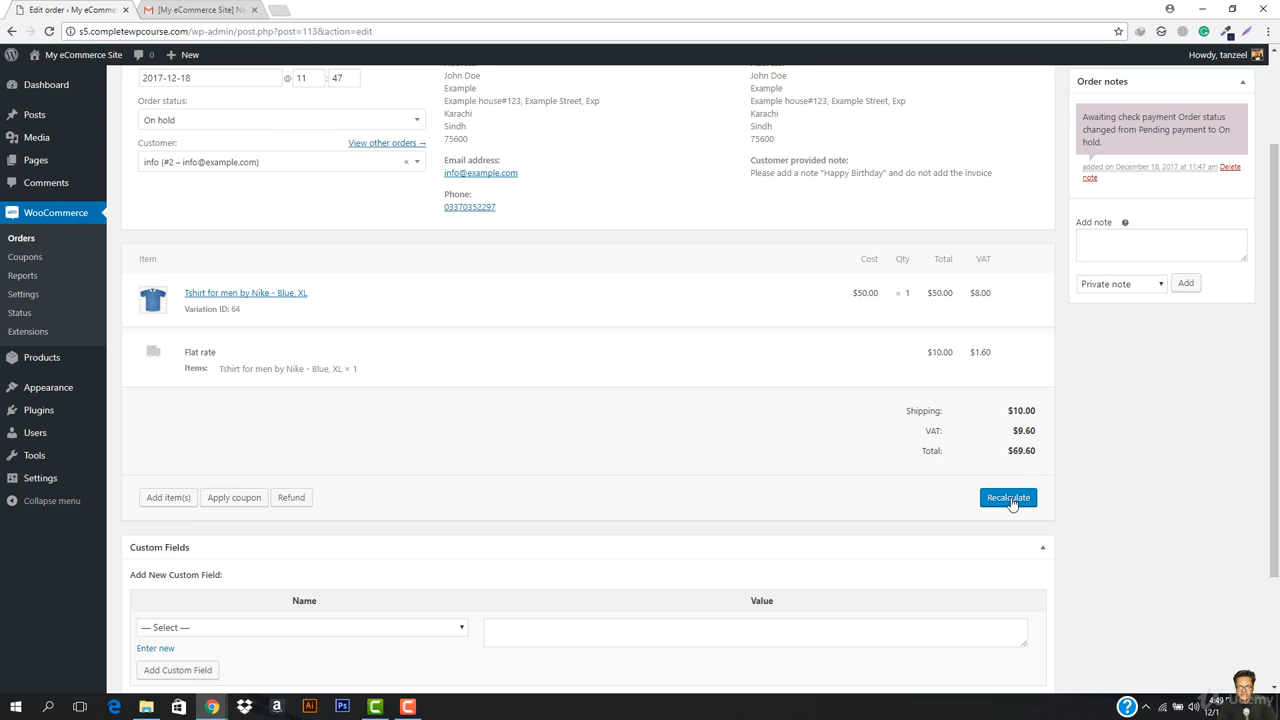 Edit order ‹ My eComme
[My eCommerce Site] Ne
s5.completewpcourse.com/wp-admin/post.php?post=113&action=edit
My eCommerce Site 0 New Howdy, tanzeel
Dashboard
Posts
Media
Pages
Comments
WooCommerce
Orders
Coupons
Reports
Settings
Status
Extensions
Products
Appearance
Plugins
Users
Tools
Settings
Collapse menu
2017-12-18 @ 11 : 47
Order status:
On hold
Customer: View other orders →
info (#2 – info@example.com) ×
John Doe
Example
Example house#123, Example Street, Exp
Karachi
Sindh
75600
Email address:
info@example.com
Phone:
03370352297
John Doe
Example
Example house#123, Example Street, Exp
Karachi
Sindh
75600
Customer provided note:
Please add a note "Happy Birthday" and do not add the invoice
Item Cost Qty Total VAT
Tshirt for men by Nike - Blue, XL $50.00 × 1 $50.00 $8.00
Variation ID: 64
Flat rate $10.00 $1.60
Items: Tshirt for men by Nike - Blue, XL × 1
Shipping: $10.00
VAT: $9.60
Total: $69.60
Add item(s) Apply coupon Refund Recalculate
Custom Fields
Add New Custom Field:
Name Value
— Select —
Enter new
Add Custom Field
Order notes
Awaiting check payment Order status
changed from Pending payment to On
hold.
added on December 18, 2017 at 11:47 am Delete
note
Add note
Private note Add
4:49
12/1
Udemy